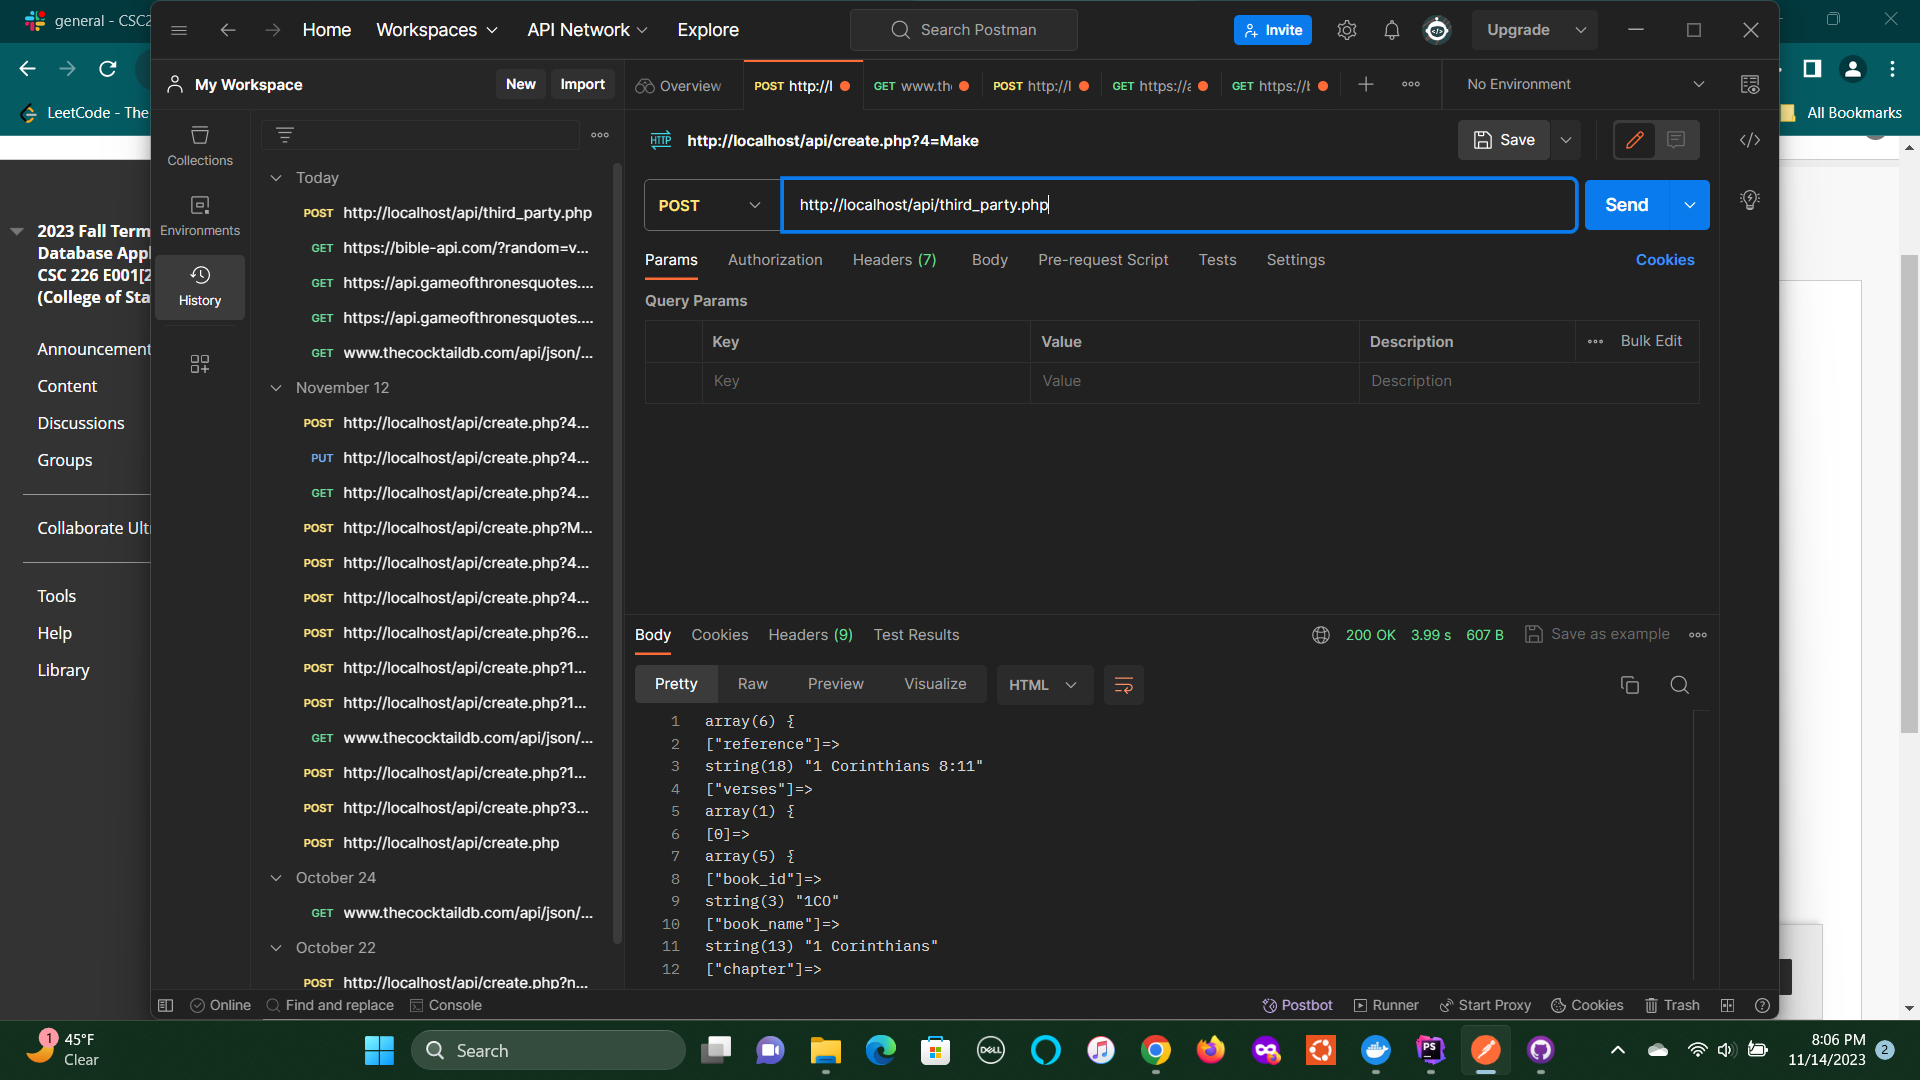 general - CSC2
LeetCode - The
All Bookmarks
2023 Fall Term
Database Appl
CSC 226 E001[2
(College of Sta
Announcement
Content
Discussions
Groups
Collaborate Ult
Tools
Help
Library
Home
Workspaces
API Network
Explore
Search Postman
Invite
Upgrade
My Workspace
New
Import
Overview
POST http://l
GET www.the
POST http://l
GET https://a
GET https://b
No Environment
Collections
Environments
History
Today
POST http://localhost/api/third_party.php
GET https://bible-api.com/?random=v...
GET https://api.gameofthronesquotes....
GET https://api.gameofthronesquotes....
GET www.thecocktaildb.com/api/json/...
November 12
POST http://localhost/api/create.php?4...
PUT http://localhost/api/create.php?4...
GET http://localhost/api/create.php?4...
POST http://localhost/api/create.php?M...
POST http://localhost/api/create.php?4...
POST http://localhost/api/create.php?4...
POST http://localhost/api/create.php?6...
POST http://localhost/api/create.php?1...
POST http://localhost/api/create.php?1...
GET www.thecocktaildb.com/api/json/...
POST http://localhost/api/create.php?1...
POST http://localhost/api/create.php?3...
POST http://localhost/api/create.php
October 24
GET www.thecocktaildb.com/api/json/...
October 22
POST http://localhost/api/create.php?n...
HTTP http://localhost/api/create.php?4=Make
Save
POST
http://localhost/api/third_party.php
Send
Params
Authorization
Headers (7)
Body
Pre-request Script
Tests
Settings
Cookies
Query Params
Key Value Description Bulk Edit
Key Value Description
Body
Cookies
Headers (9)
Test Results
200 OK 3.99 s 607 B
Save as example
Pretty
Raw
Preview
Visualize
HTML
1 array(6) {
2 ["reference"]=>
3 string(18) "1 Corinthians 8:11"
4 ["verses"]=>
5 array(1) {
6 [0]=>
7 array(5) {
8 ["book_id"]=>
9 string(3) "1CO"
10 ["book_name"]=>
11 string(13) "1 Corinthians"
12 ["chapter"]=>
Online
Find and replace
Console
Postbot
Runner
Start Proxy
Cookies
Trash
1
45°F
Clear
Search
DELL
PS
8:06 PM
11/14/2023
2